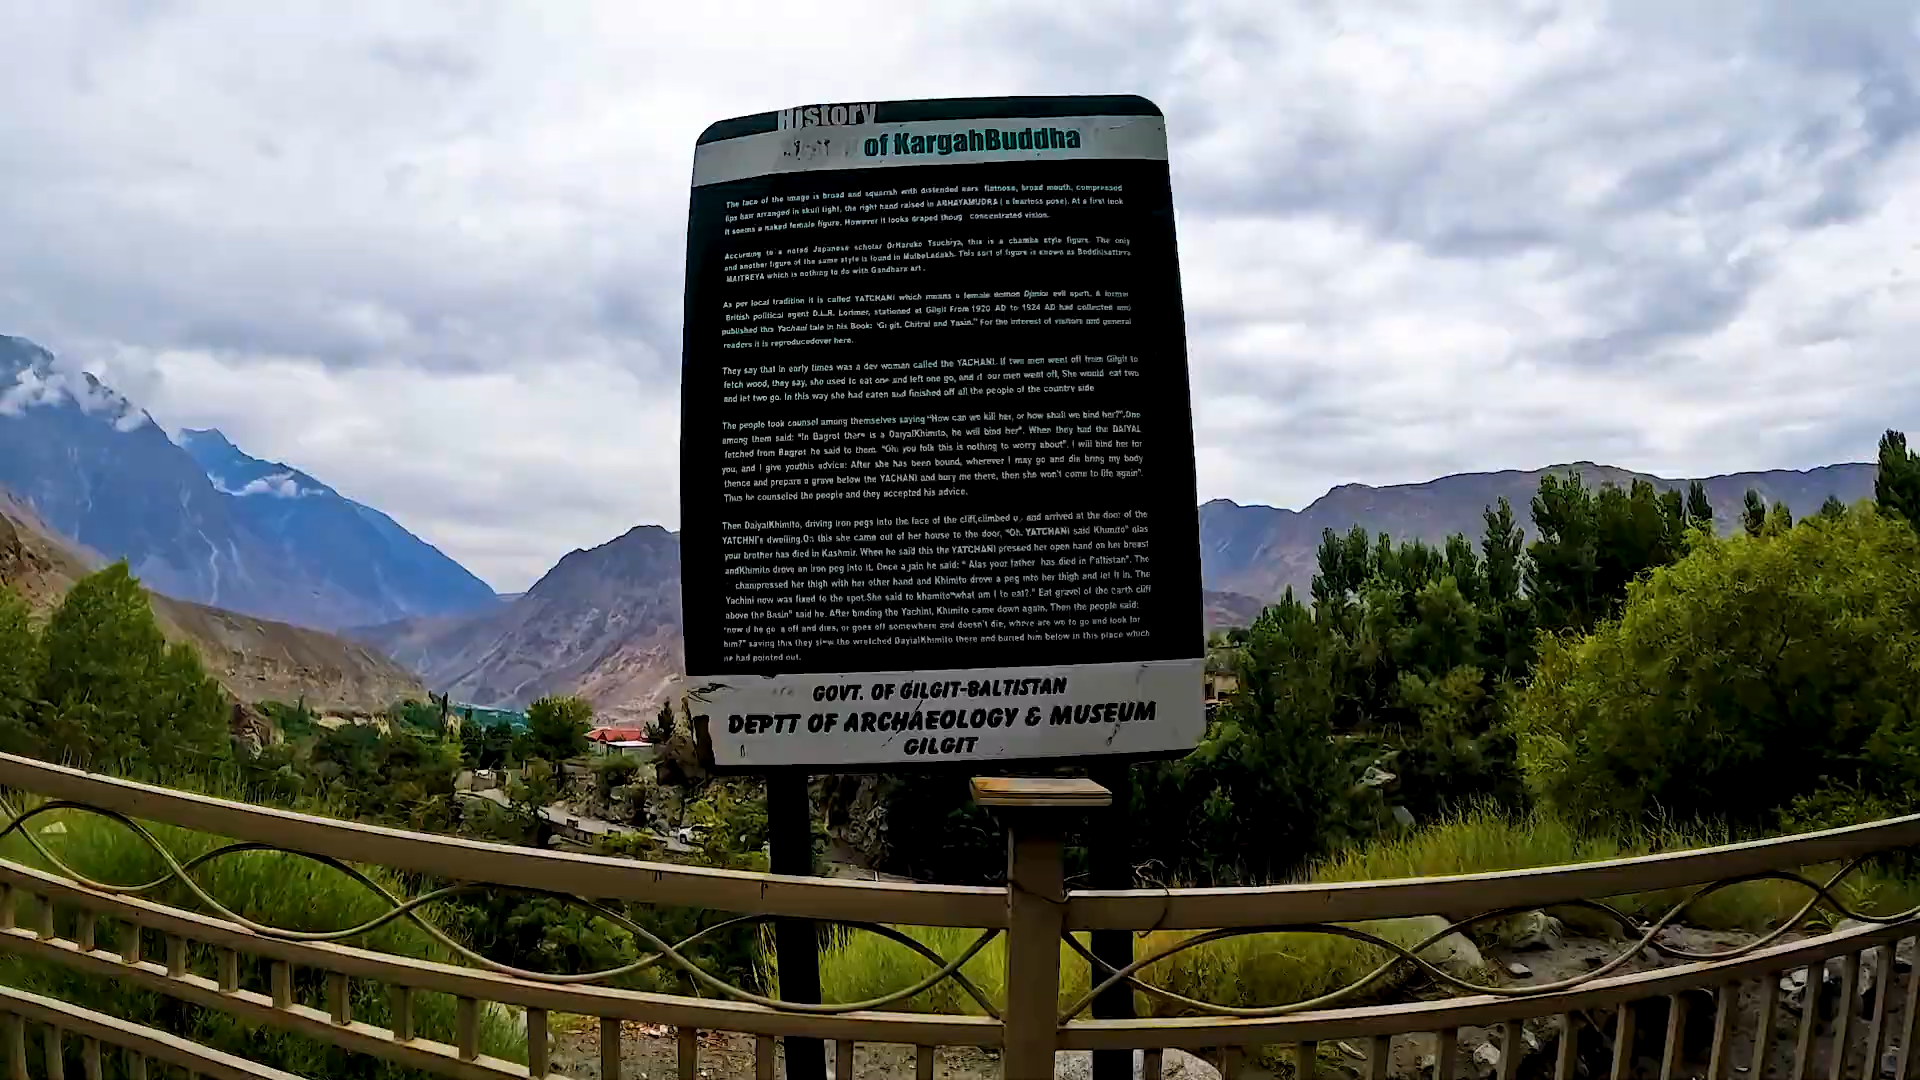 History
of KargahBuddha
The face of the image is broad and squarish with distended ears flatnose, broad mouth, compressed
lips hair arranged in skull light, the right hand raised in ABHAYAMUDRA ( a fearless pose). At a first look
it seems a naked female figure. However it looks draped thoug concentrated vision.
According to a noted Japanese scholar DrHaruko Tsuchiya, this is a chamba style figure. The only
and another figure of the same style is found in MulbeLadakh. This sort of figure is known as Boddhisattera
MAITREYA which is nothing to do with Gandhara art .
As per local tradition it is called YATCHANI which means a female demon Djinior evil spirit. A former
British political agent D.L.R. Lorimer, stationed at Gilgit From 1920 AD to 1924 AD had collected and
published this Yachani tale in his Book: "Gi git, Chitral and Yasin." For the interest of visitors and general
readers it is reproducedover here.
They say that in early times was a dev woman called the YACHANI. If two men went off from Gilgit to
fetch wood, they say, she used to eat one and left one go, and if our men went off, She would eat two
and let two go. In this way she had eaten and finished off all the people of the country side
The people took counsel among themselves saying "How can we kill her, or how shall we bind her?".One
among them said: "In Bagrot there is a DaiyalKhimito, he will bind her". When they had the DAIYAL
fetched from Bagrot he said to them. "Oh! you folk this is nothing to worry about". I will bind her for
you, and I give youthis advice: After she has been bound, wherever I may go and die bring my body
thence and prepare a grave below the YACHANI and bury me there, then she won't come to life again".
Thus he counseled the people and they accepted his advice.
Then DaiyalKhimito, driving iron pegs into the face of the cliff,climbed u and arrived at the door of the
YATCHNI's dwelling.On this she came out of her house to the door, "Oh. YATCHANI said Khimito" alas
your brother has died in Kashmir. When he said this the YATCHANI pressed her open hand on her breast
andKhimito drove an iron peg into it. Once a jain he said: " Alas your father has died in Paltistan". The
chanipressed her thigh with her other hand and Khimito drove a peg into her thigh and let it in. The
Yachini now was fixed to the spot.She said to khomito"what am I to eat?." Eat gravel of the earth cliff
above the Basin" said he. After binding the Yachini, Khimito came down again. Then the people said:
"now if he go a off and dies, or goes off somewhere and doesn't die, where are we to go and look for
him?" saying this they slew the wretched DayialKhimito there and buried him below in this place which
he had pointed out.
GOVT. OF GILGIT-BALTISTAN
DEPTT OF ARCHAEOLOGY & MUSEUM
GILGIT